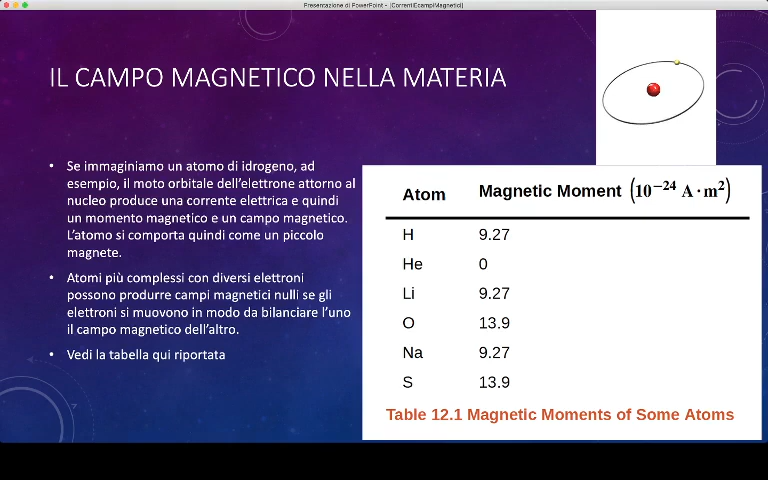 Presentazione di PowerPoint - [CorrentiEcampiMagnetici]
IL CAMPO MAGNETICO NELLA MATERIA
• Se immaginiamo un atomo di idrogeno, ad
esempio, il moto orbitale dell'elettrone attorno al
nucleo produce una corrente elettrica e quindi
un momento magnetico e un campo magnetico.
L'atomo si comporta quindi come un piccolo
magnete.
• Atomi più complessi con diversi elettroni
possono produrre campi magnetici nulli se gli
elettroni si muovono in modo da bilanciare l'uno
il campo magnetico dell'altro.
• Vedi la tabella qui riportata
Atom Magnetic Moment (10⁻²⁴ A·m²)
H 9.27
He 0
Li 9.27
O 13.9
Na 9.27
S 13.9
Table 12.1 Magnetic Moments of Some Atoms